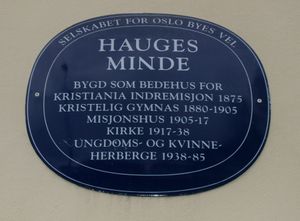 SELSKABET FOR OSLO BYES VEL
HAUGES
MINDE
BYGD SOM BEDEHUS FOR
KRISTIANIA INDREMISJON 1875
KRISTELIG GYMNAS 1880-1905
MISJONSHUS 1905-17
KIRKE 1917-38
UNGDOMS- OG KVINNE-
HERBERGE 1938-85